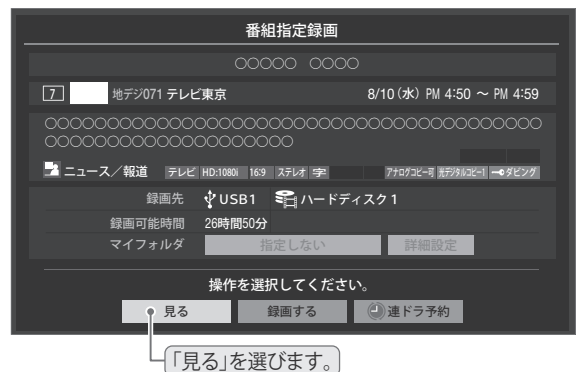 番組指定録画
○○○○○ ○○○○
7 地デジ071 テレビ東京 8/10(水) PM 4:50 ～ PM 4:59
○○○○○○○○○○○○○○○○○○○○○○○○○○○○○○○○○○○○○○○○
○○○○○○○○○○○○○○○○○○○○
ニュース／報道 テレビ HD:1080i 16:9 ステレオ 字 アナログコピー可 光デジタルコピー1 ダビング
録画先 USB1 ハードディスク1
録画可能時間 26時間50分
マイフォルダ 指定しない 詳細設定
操作を選択してください。
見る 録画する 連ドラ予約
「見る」を選びます。